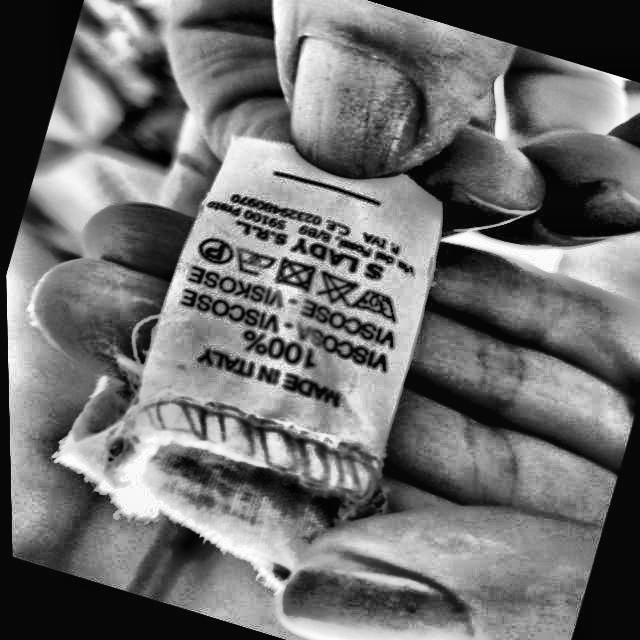 MADE IN ITALY
100%
VISCOSA - VISCOSE
VISCOSE - VISKOSE
P
S LADY S.R.L.